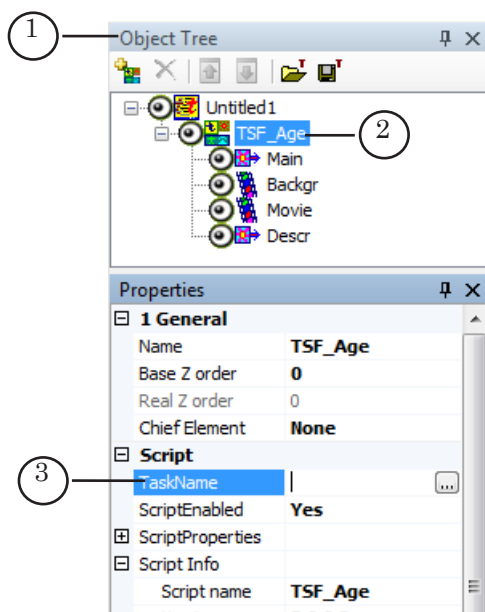 1
Object Tree
Untitled1
TSF_Age
2
Main
Backgr
Movie
Descr
Properties
1 General
Name TSF_Age
Base Z order 0
Real Z order 0
Chief Element None
Script
3
TaskName
ScriptEnabled Yes
ScriptProperties
Script Info
Script name TSF_Age